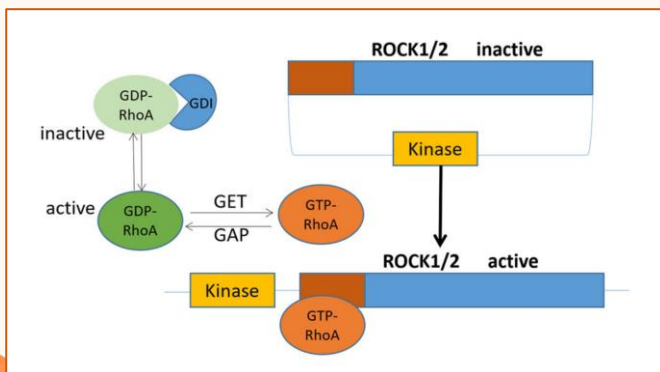 ROCK1/2 inactive
GDP-
RhoA
GDI
inactive
Kinase
active
GDP-
RhoA
GET
GAP
GTP-
RhoA
ROCK1/2 active
Kinase
GTP-
RhoA